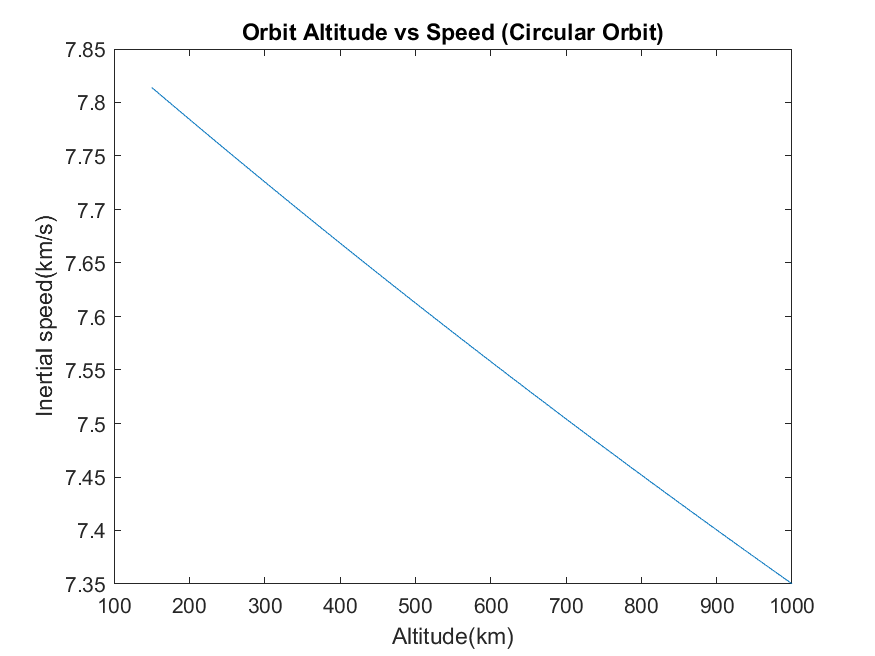 Orbit Altitude vs Speed (Circular Orbit)
7.85
7.8
7.75
7.7
7.65
7.6
7.55
7.5
7.45
7.4
7.35
Inertial speed(km/s)
100 200 300 400 500 600 700 800 900 1000
Altitude(km)